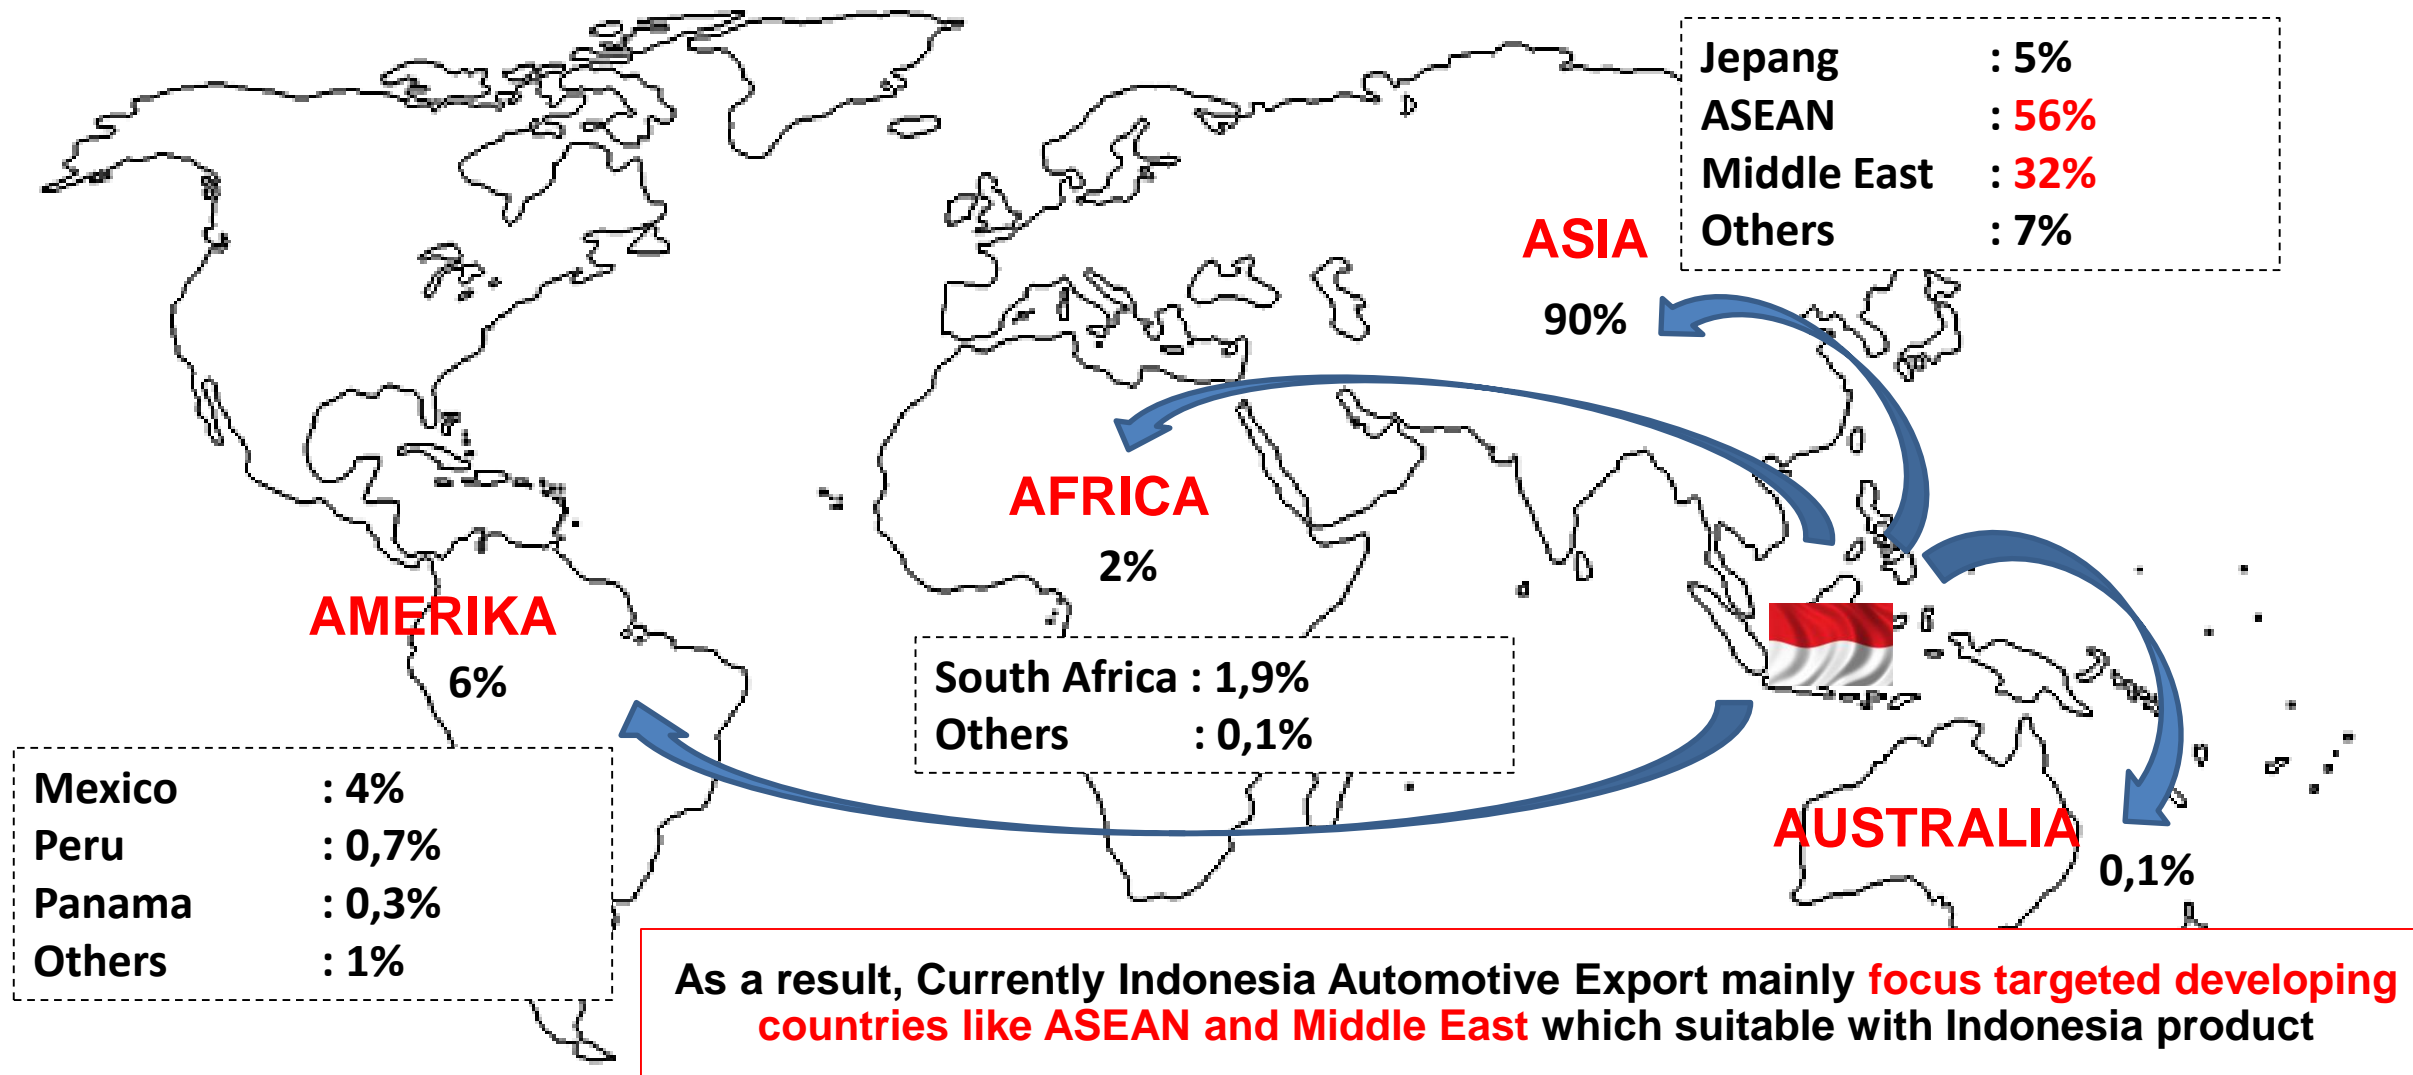 Jepang : 5%
ASEAN : 56%
Middle East : 32%
Others : 7%
ASIA
90%
AFRICA
2%
South Africa : 1,9%
Others : 0,1%
AMERIKA
6%
Mexico : 4%
Peru : 0,7%
Panama : 0,3%
Others : 1%
AUSTRALIA
0,1%
As a result, Currently Indonesia Automotive Export mainly focus targeted developing
countries like ASEAN and Middle East which suitable with Indonesia product